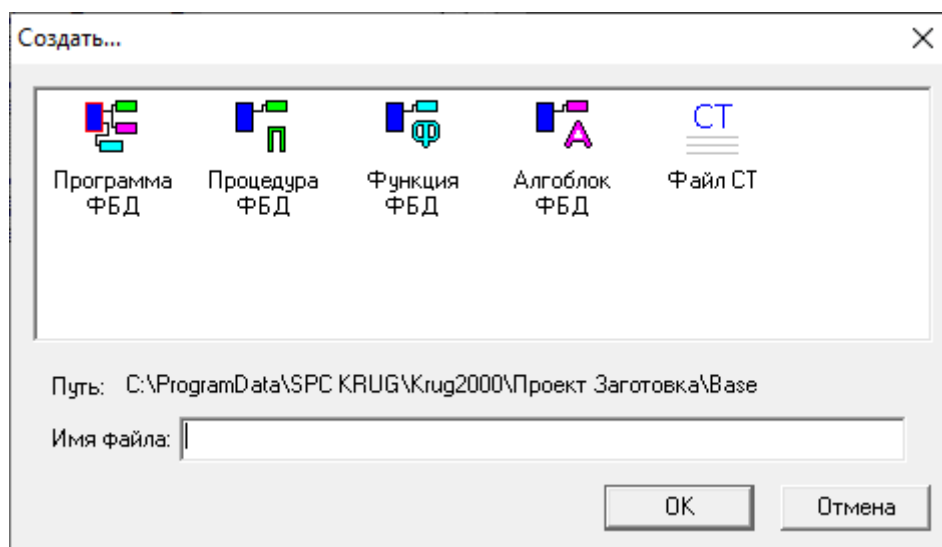 Создать...
СТ
Программа ФБД
Процедура ФБД
Функция ФБД
Алгоблок ФБД
Файл СТ
Путь: C:\ProgramData\SPC KRUG\Krug2000\Проект Заготовка\Base
Имя файла:
OK
Отмена